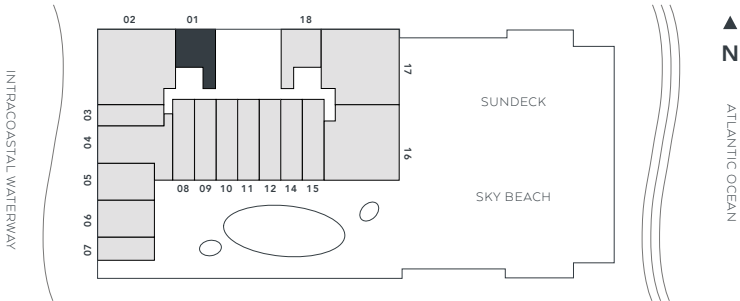 02 01 18
N
17
SUNDECK
INTRACOASTAL WATERWAY
ATLANTIC OCEAN
03
04
16
05
08 09 10 11 12 14 15
SKY BEACH
06
07